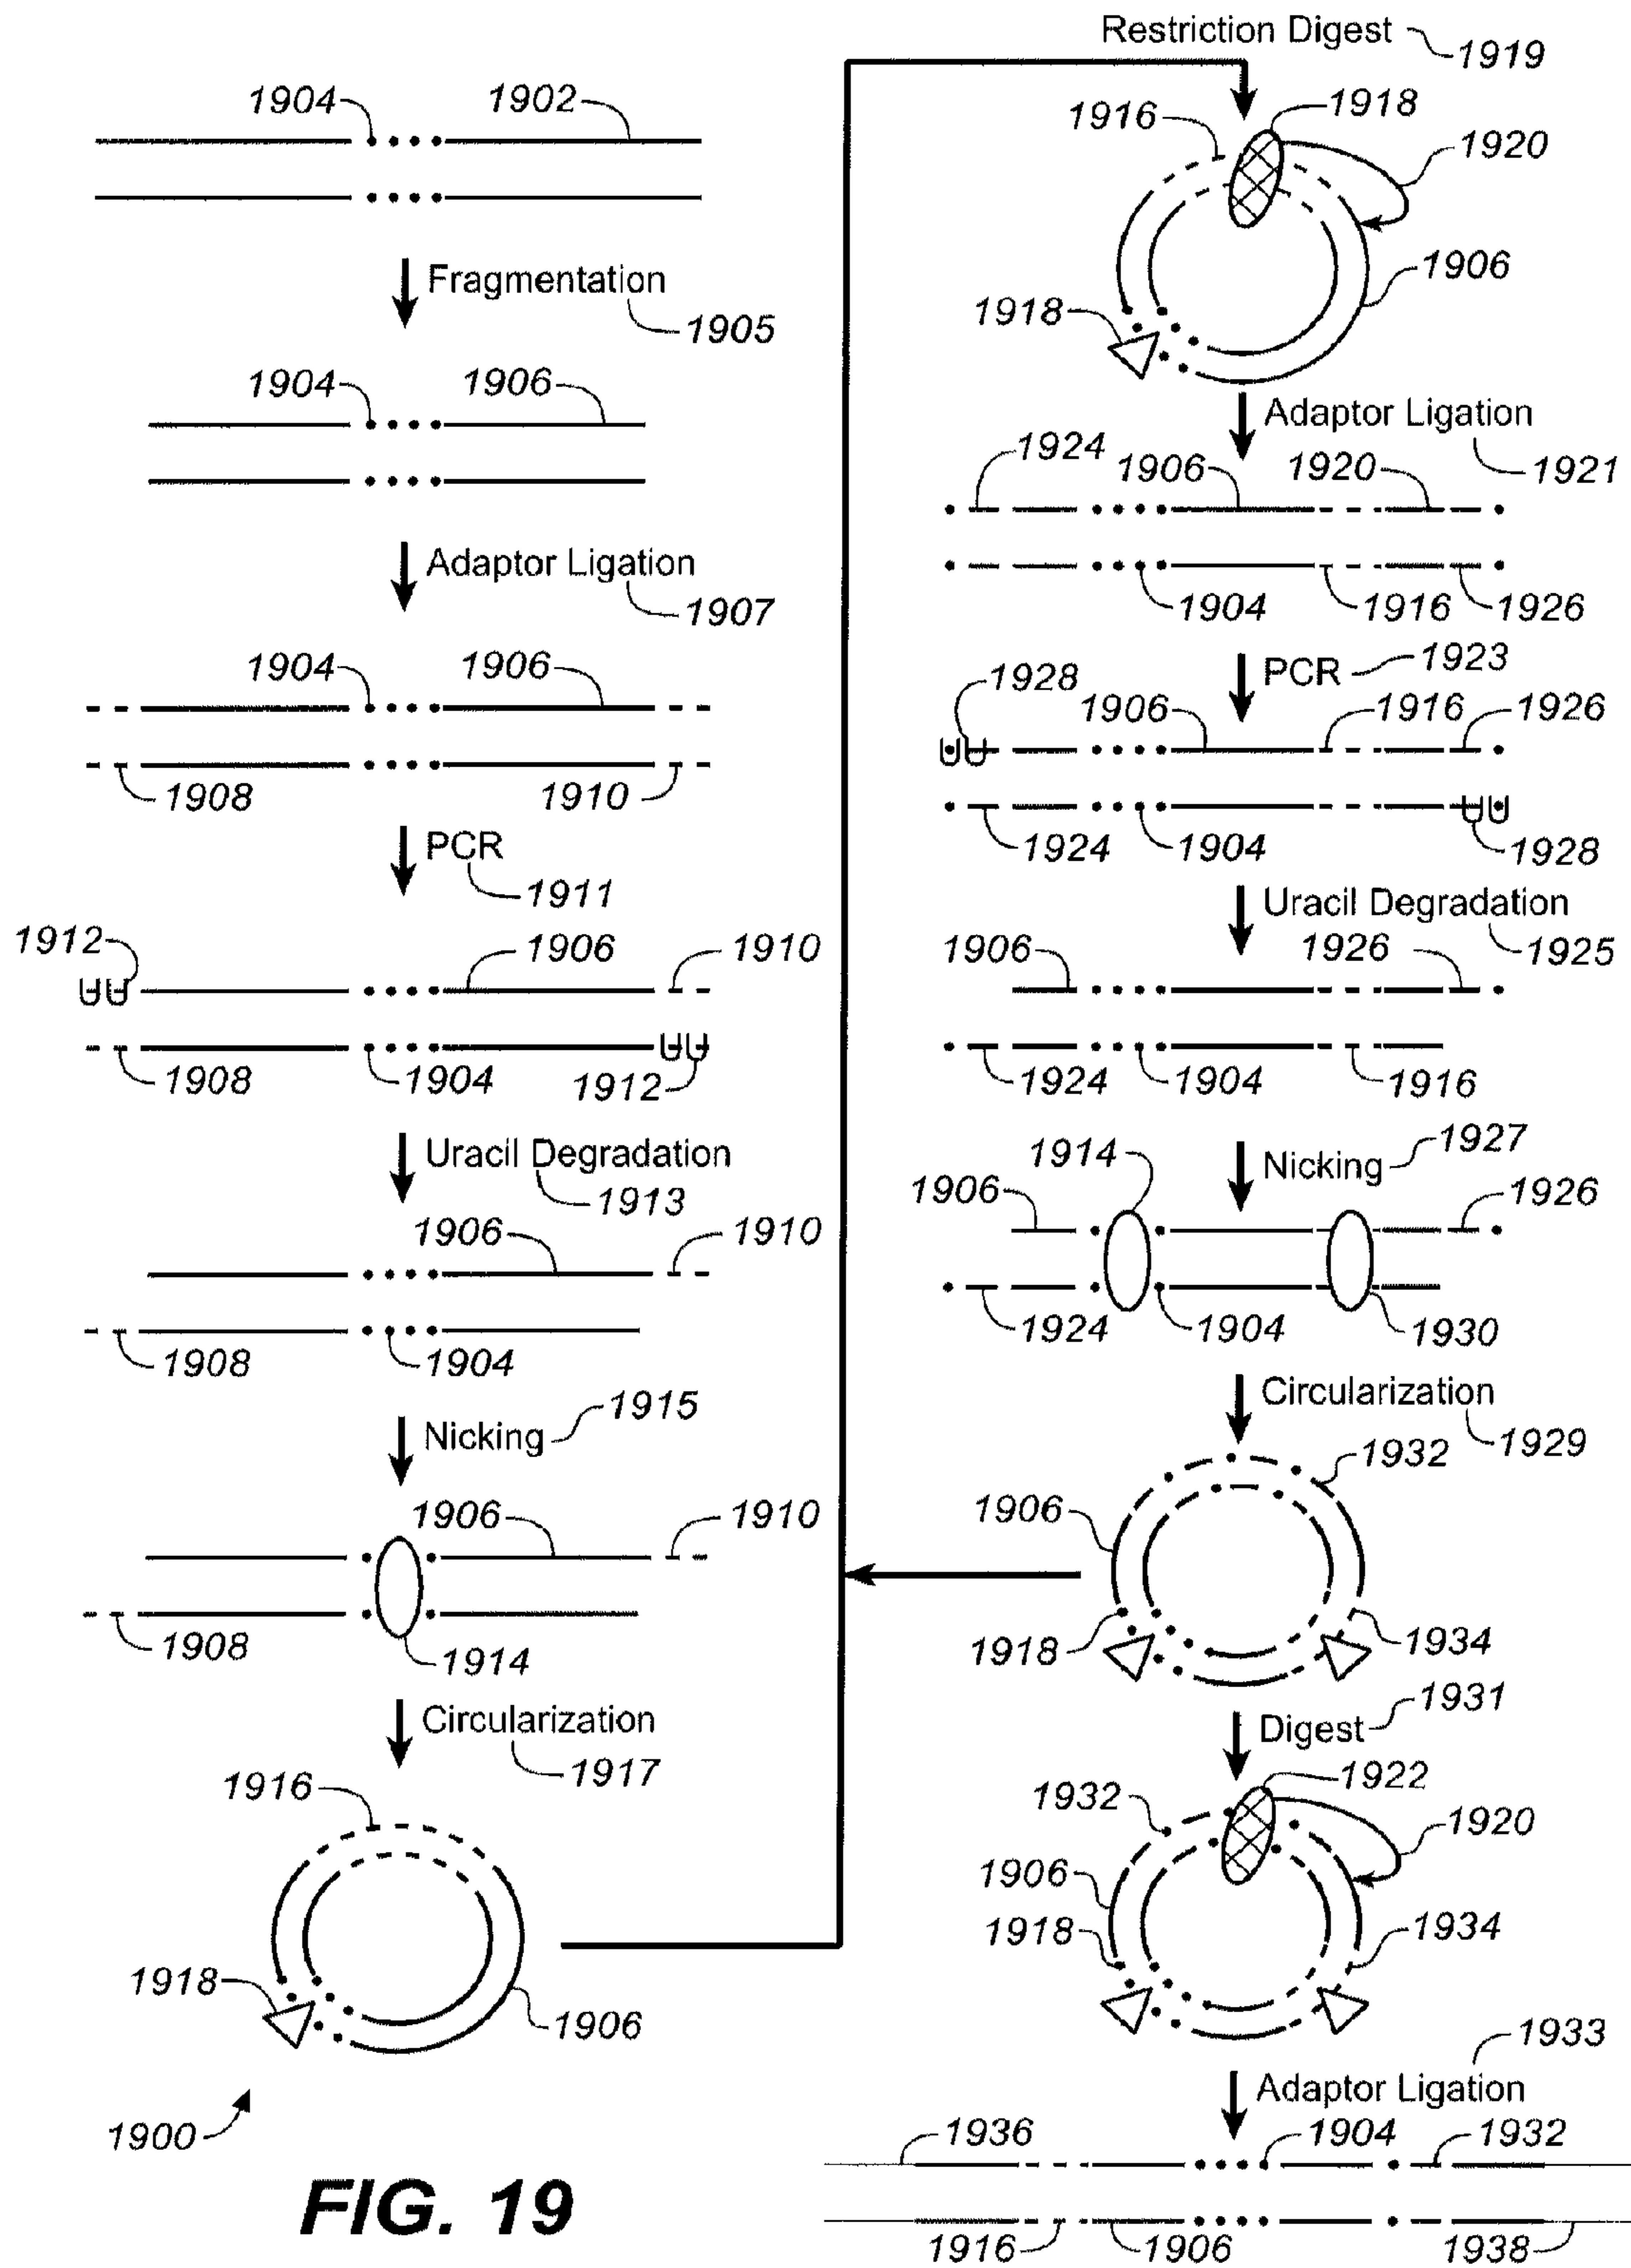 1904 1902
Fragmentation
1905
1904 1906
Adaptor Ligation
1907
1904 1906
1908 1910
PCR
1911
1912 1906 1910
UU
UU
1908 1904 1912
Uracil Degradation
1913
1906 1910
1908 1904
Nicking 1915
1906 1910
1908 1914
Circularization
1917
1916
1918 1906
1900
FIG. 19
Restriction Digest 1919
1916 1918 1920
1906
1918
Adaptor Ligation
1921
1924 1906 1920
1904 1916 1926
PCR 1923
1928 1906 1916 1926
UU
UU
1924 1904 1928
Uracil Degradation
1925
1906 1926
1924 1904 1916
Nicking 1927
1914
1906 1926
1924 1904 1930
Circularization
1929
1932
1906
1918 1934
Digest 1931
1932 1922 1920
1906
1918 1934
1933
Adaptor Ligation
1936 1904 1932
1916 1906 1938